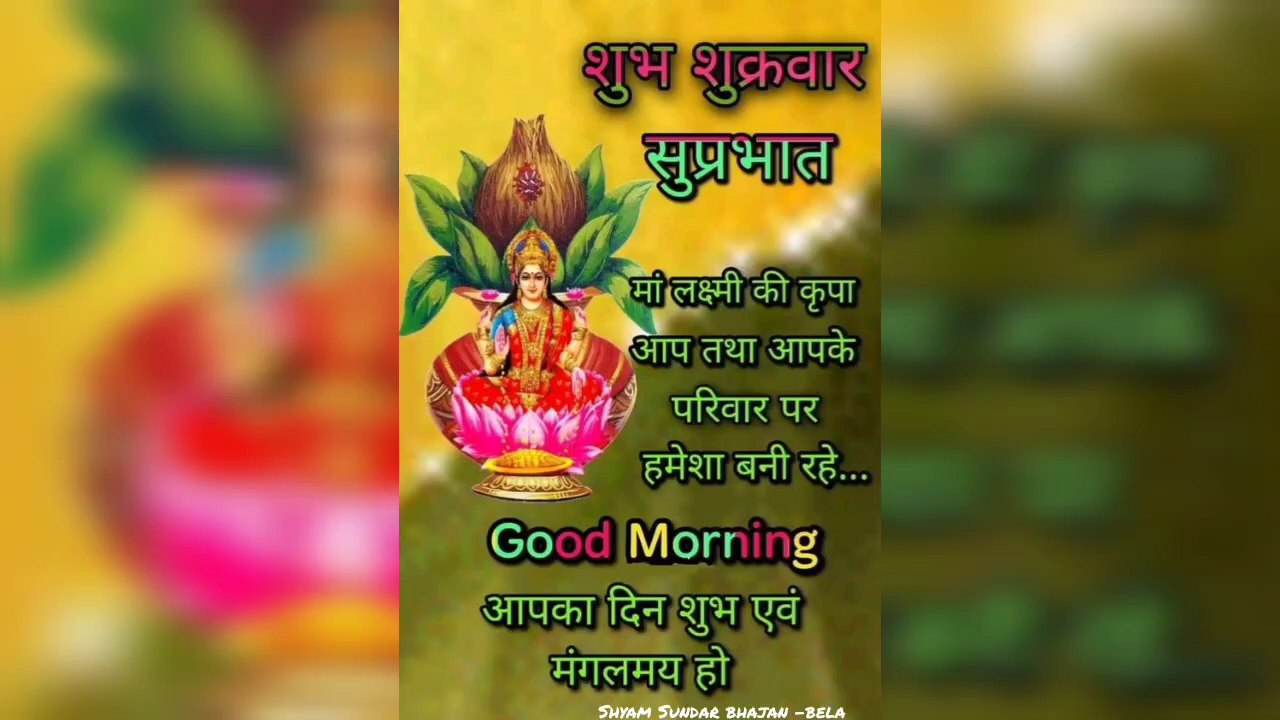 शुभ शुक्रवार
सुप्रभात
मां लक्ष्मी की कृपा
आप तथा आपके
परिवार पर
हमेशा बनी रहे...
Good Morning
आपका दिन शुभ एवं
मंगलमय हो
SHYAM SUNDAR BHAJAN -BELA